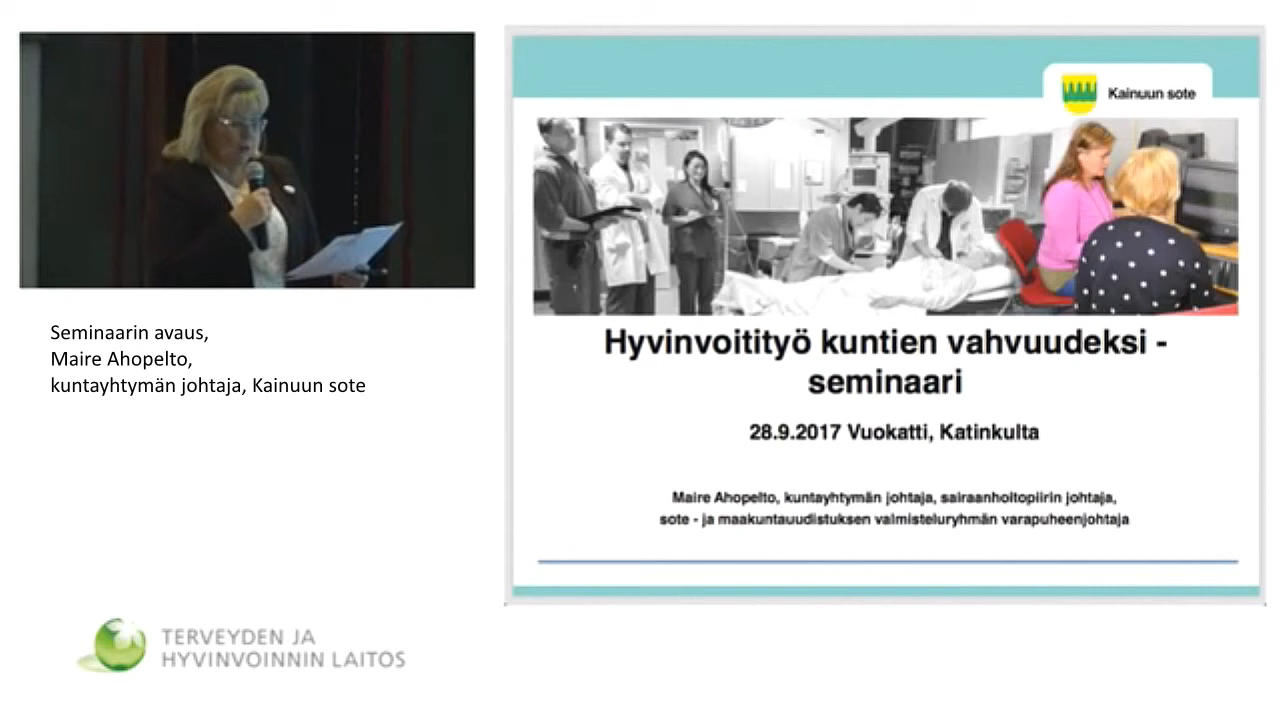 Seminaarin avaus,
Maire Ahopelto,
kuntayhtymän johtaja, Kainuun sote
TERVEYDEN JA
HYVINVOINNIN LAITOS
Kainuun sote
Hyvinvoitityö kuntien vahvuudeksi -
seminaari
28.9.2017 Vuokatti, Katinkulta
Maire Ahopelto, kuntayhtymän johtaja, sairaanhoitopiirin johtaja,
sote - ja maakuntauudistuksen valmisteluryhmän varapuheenjohtaja